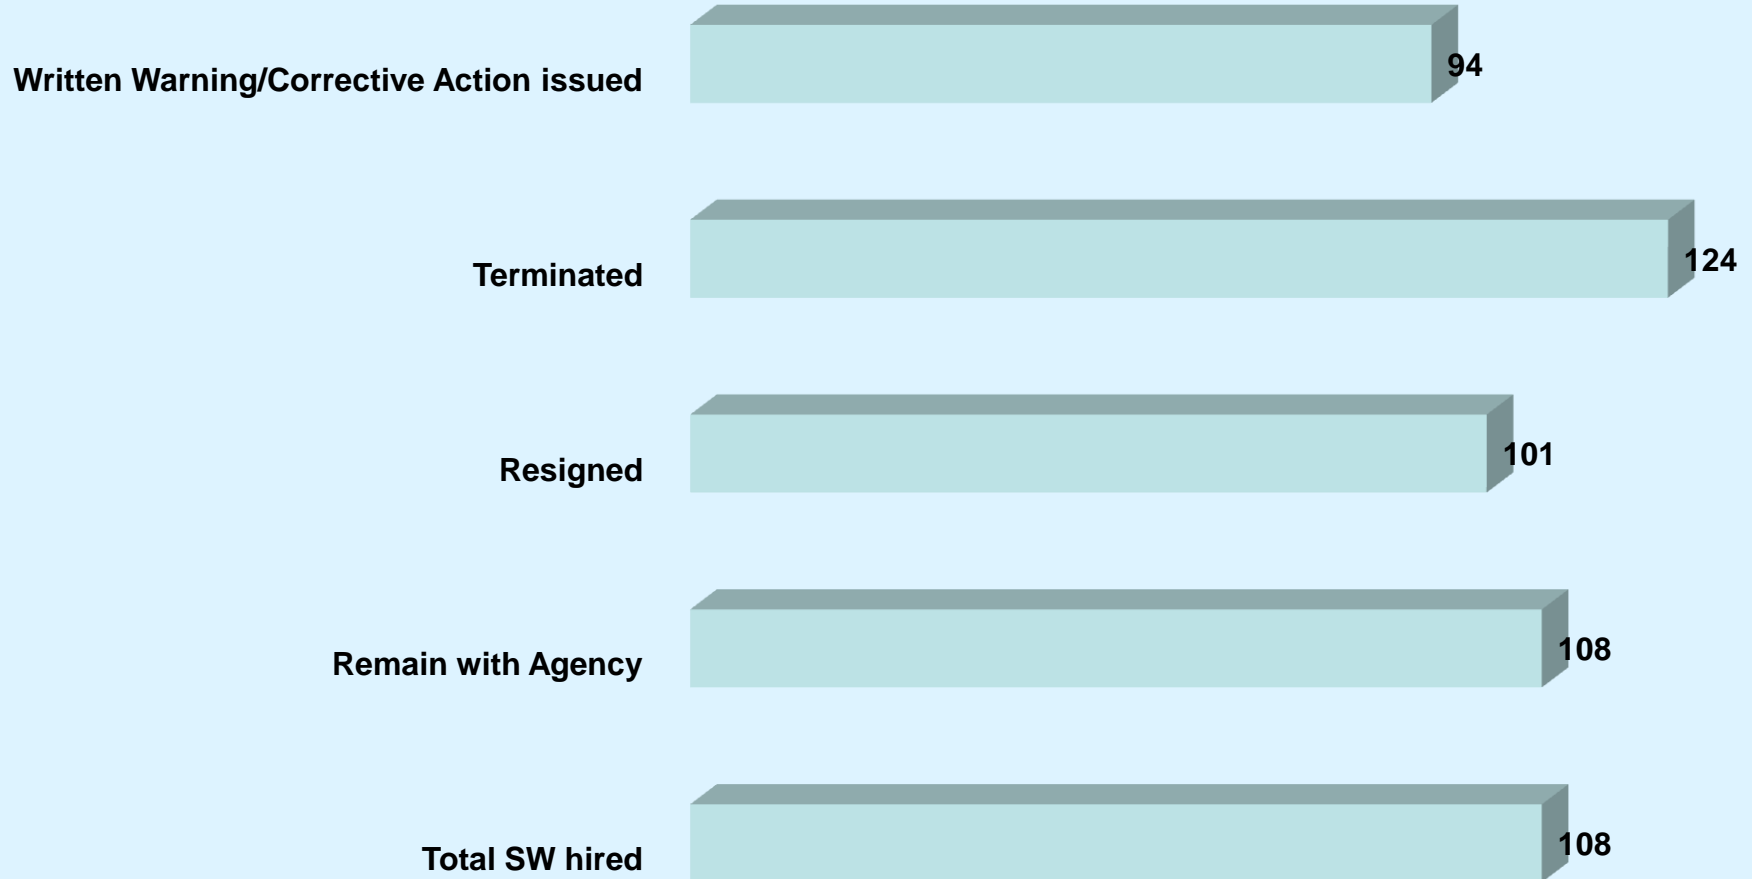 Written Warning/Corrective Action issued
94
Terminated
124
Resigned
101
Remain with Agency
108
Total SW hired
108